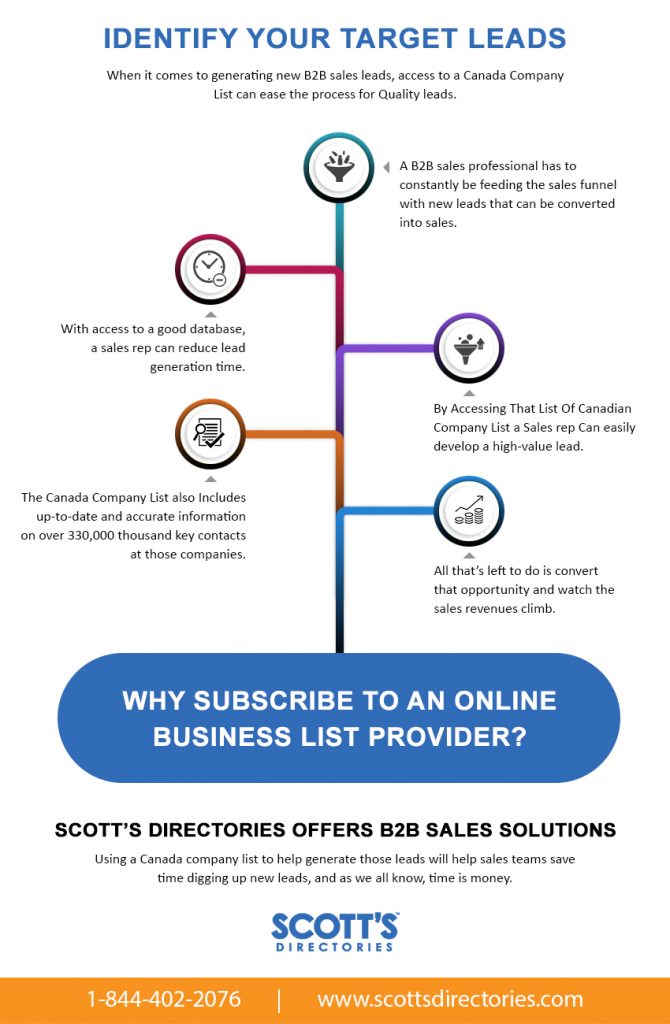 IDENTIFY YOUR TARGET LEADS
When it comes to generating new B2B sales leads, access to a Canada Company
List can ease the process for Quality leads.
A B2B sales professional has to
constantly be feeding the sales funnel
with new leads that can be converted
into sales.
With access to a good database,
a sales rep can reduce lead
generation time.
By Accessing That List Of Canadian
Company List a Sales rep Can easily
develop a high-value lead.
The Canada Company List also Includes
up-to-date and accurate information
on over 330,000 thousand key contacts
at those companies.
All that’s left to do is convert
that opportunity and watch the
sales revenues climb.
WHY SUBSCRIBE TO AN ONLINE
BUSINESS LIST PROVIDER?
SCOTT’S DIRECTORIES OFFERS B2B SALES SOLUTIONS
Using a Canada company list to help generate those leads will help sales teams save
time digging up new leads, and as we all know, time is money.
SCOTT'S™
DIRECTORIES
1-844-402-2076 | www.scottsdirectories.com